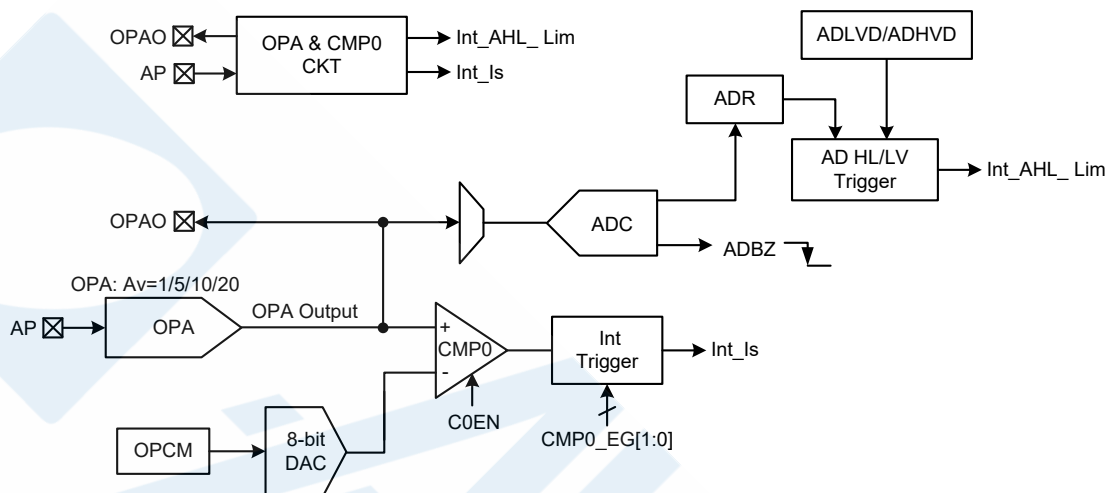 OPAO
AP
OPA & CMP0
CKT
Int_AHL_ Lim
Int_Is
ADLVD/ADHVD
ADR
AD HL/LV
Trigger
Int_AHL_ Lim
OPAO
ADC
ADBZ
OPA: Av=1/5/10/20
AP
OPA
OPA Output
+
CMP0
-
C0EN
Int
Trigger
Int_Is
CMP0_EG[1:0]
OPCM
8-bit
DAC